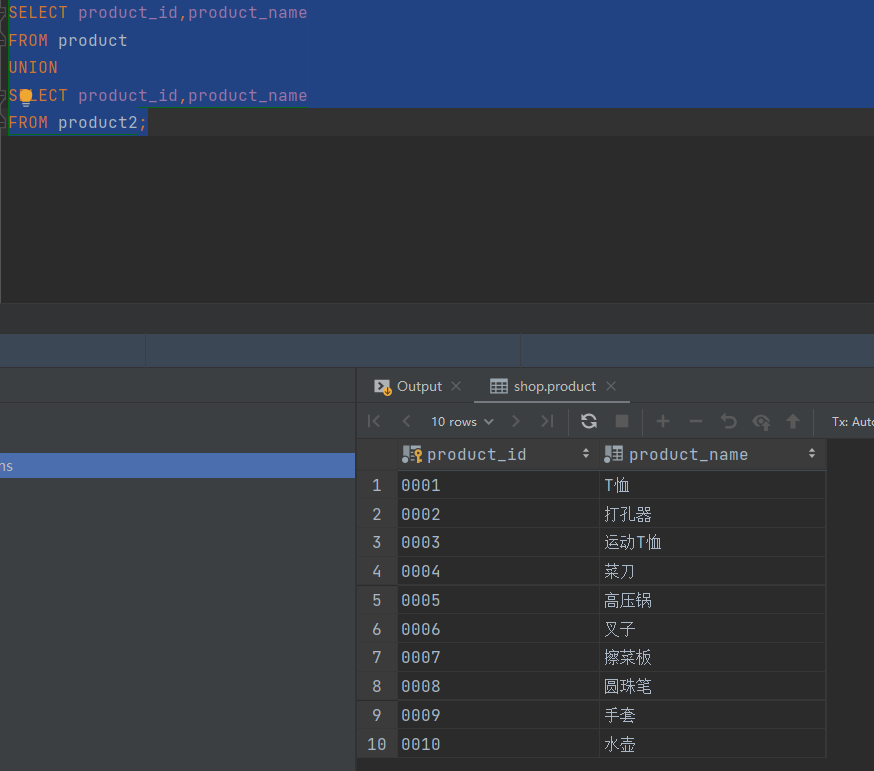 SELECT product_id,product_name
FROM product
UNION
SELECT product_id,product_name
FROM product2;
Output shop.product
10 rows Tx: Auto
product_id product_name
ns
1 0001 T恤
2 0002 打孔器
3 0003 运动T恤
4 0004 菜刀
5 0005 高压锅
6 0006 叉子
7 0007 擦菜板
8 0008 圆珠笔
9 0009 手套
10 0010 水壶